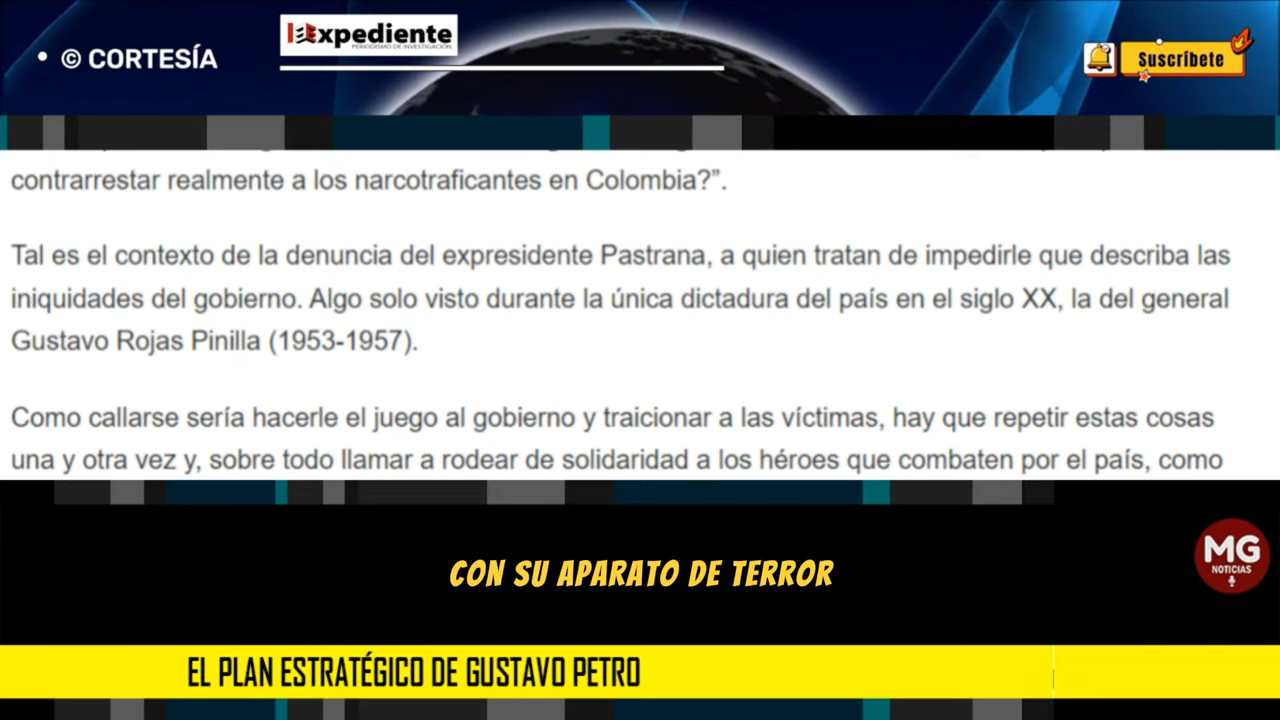 • © CORTESÍA
Expediente
PERIODISMO DE INVESTIGACIÓN
Suscríbete
contrarrestar realmente a los narcotraficantes en Colombia?”.
Tal es el contexto de la denuncia del expresidente Pastrana, a quien tratan de impedirle que describa las
iniquidades del gobierno. Algo solo visto durante la única dictadura del país en el siglo XX, la del general
Gustavo Rojas Pinilla (1953-1957).
Como callarse sería hacerle el juego al gobierno y traicionar a las víctimas, hay que repetir estas cosas
una y otra vez y, sobre todo llamar a rodear de solidaridad a los héroes que combaten por el país, como
MG
NOTICIAS
CON SU APARATO DE TERROR
EL PLAN ESTRATÉGICO DE GUSTAVO PETRO